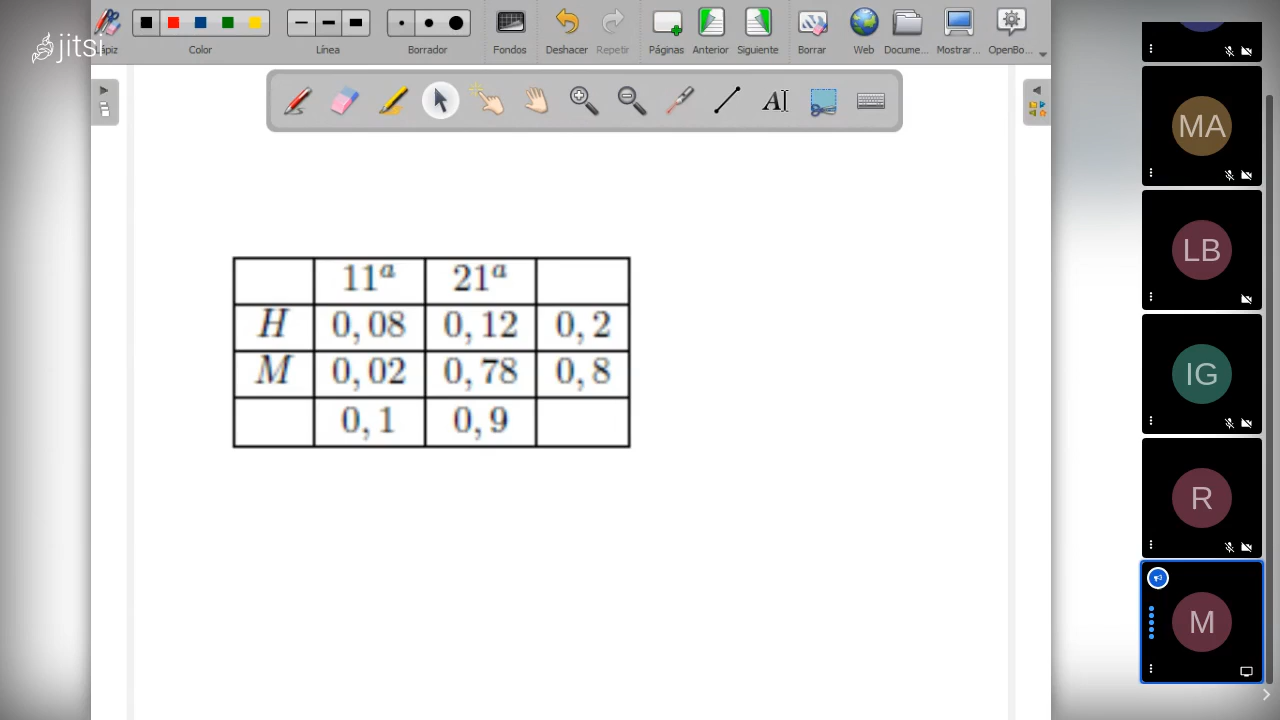 jitsi
Color
Línea
Borrador
Fondos
Deshacer
Repetir
Páginas
Anterior
Siguiente
Borrar
Web
Docume...
Mostrar...
OpenBo...
AI
MA
LB
IG
R
M
11ª 21ª
H 0, 08 0, 12 0, 2
M 0, 02 0, 78 0, 8
0, 1 0, 9